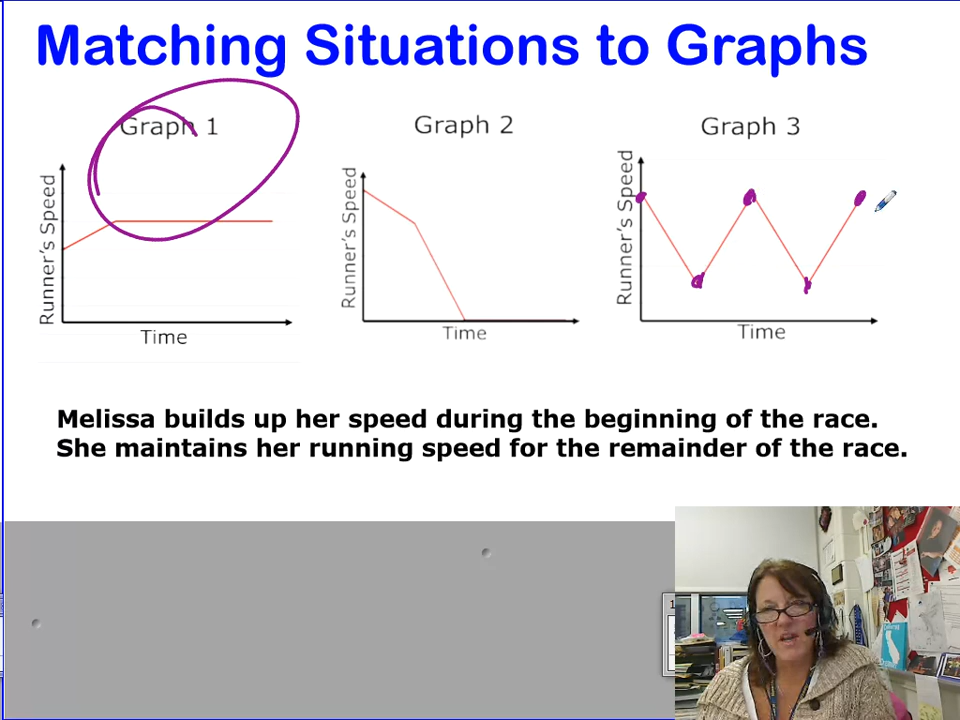 Matching Situations to Graphs
Graph 1
Graph 2
Graph 3
Runner's Speed
Time
Runner's Speed
Time
Runner's Speed
Time
Melissa builds up her speed during the beginning of the race.
She maintains her running speed for the remainder of the race.